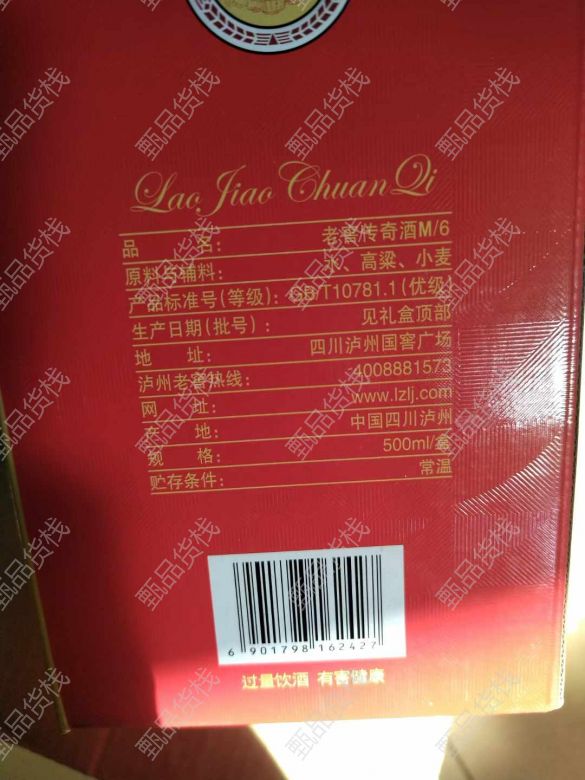 Lao Jiao Chuan Qi
品 名: 老窖传奇酒M/6
原料与辅料: 水、高粱、小麦
产品标准号(等级): GB/T10781.1(优级)
生产日期(批号): 见礼盒顶部
地 址: 四川泸州国窖广场
泸州老窖热线: 4008881573
网 址: www.lzlj.com
产 地: 中国四川泸州
规 格: 500ml/盒
贮存条件: 常温
6 901798 162427
过量饮酒 有害健康
甄品货栈